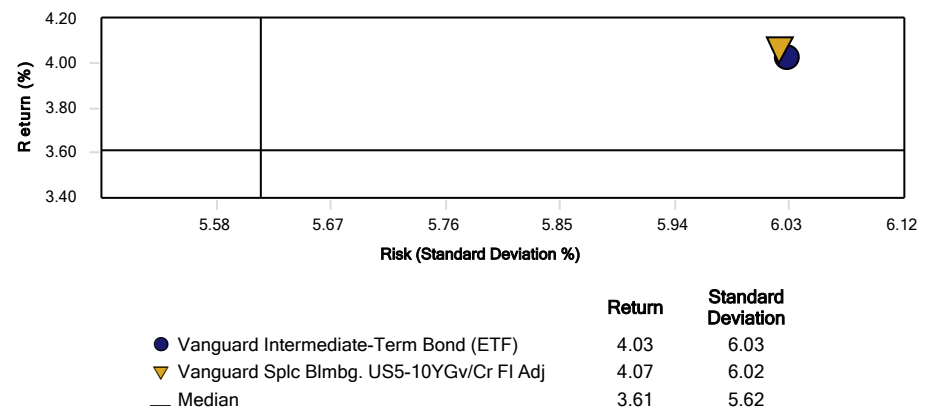 4.20
4.00
3.80
3.60
3.40
Return (%)
5.58 5.67 5.76 5.85 5.94 6.03 6.12
Risk (Standard Deviation %)
Return Standard Deviation
Vanguard Intermediate-Term Bond (ETF) 4.03 6.03
Vanguard Splc Blmbg. US5-10YGv/Cr Fl Adj 4.07 6.02
Median 3.61 5.62